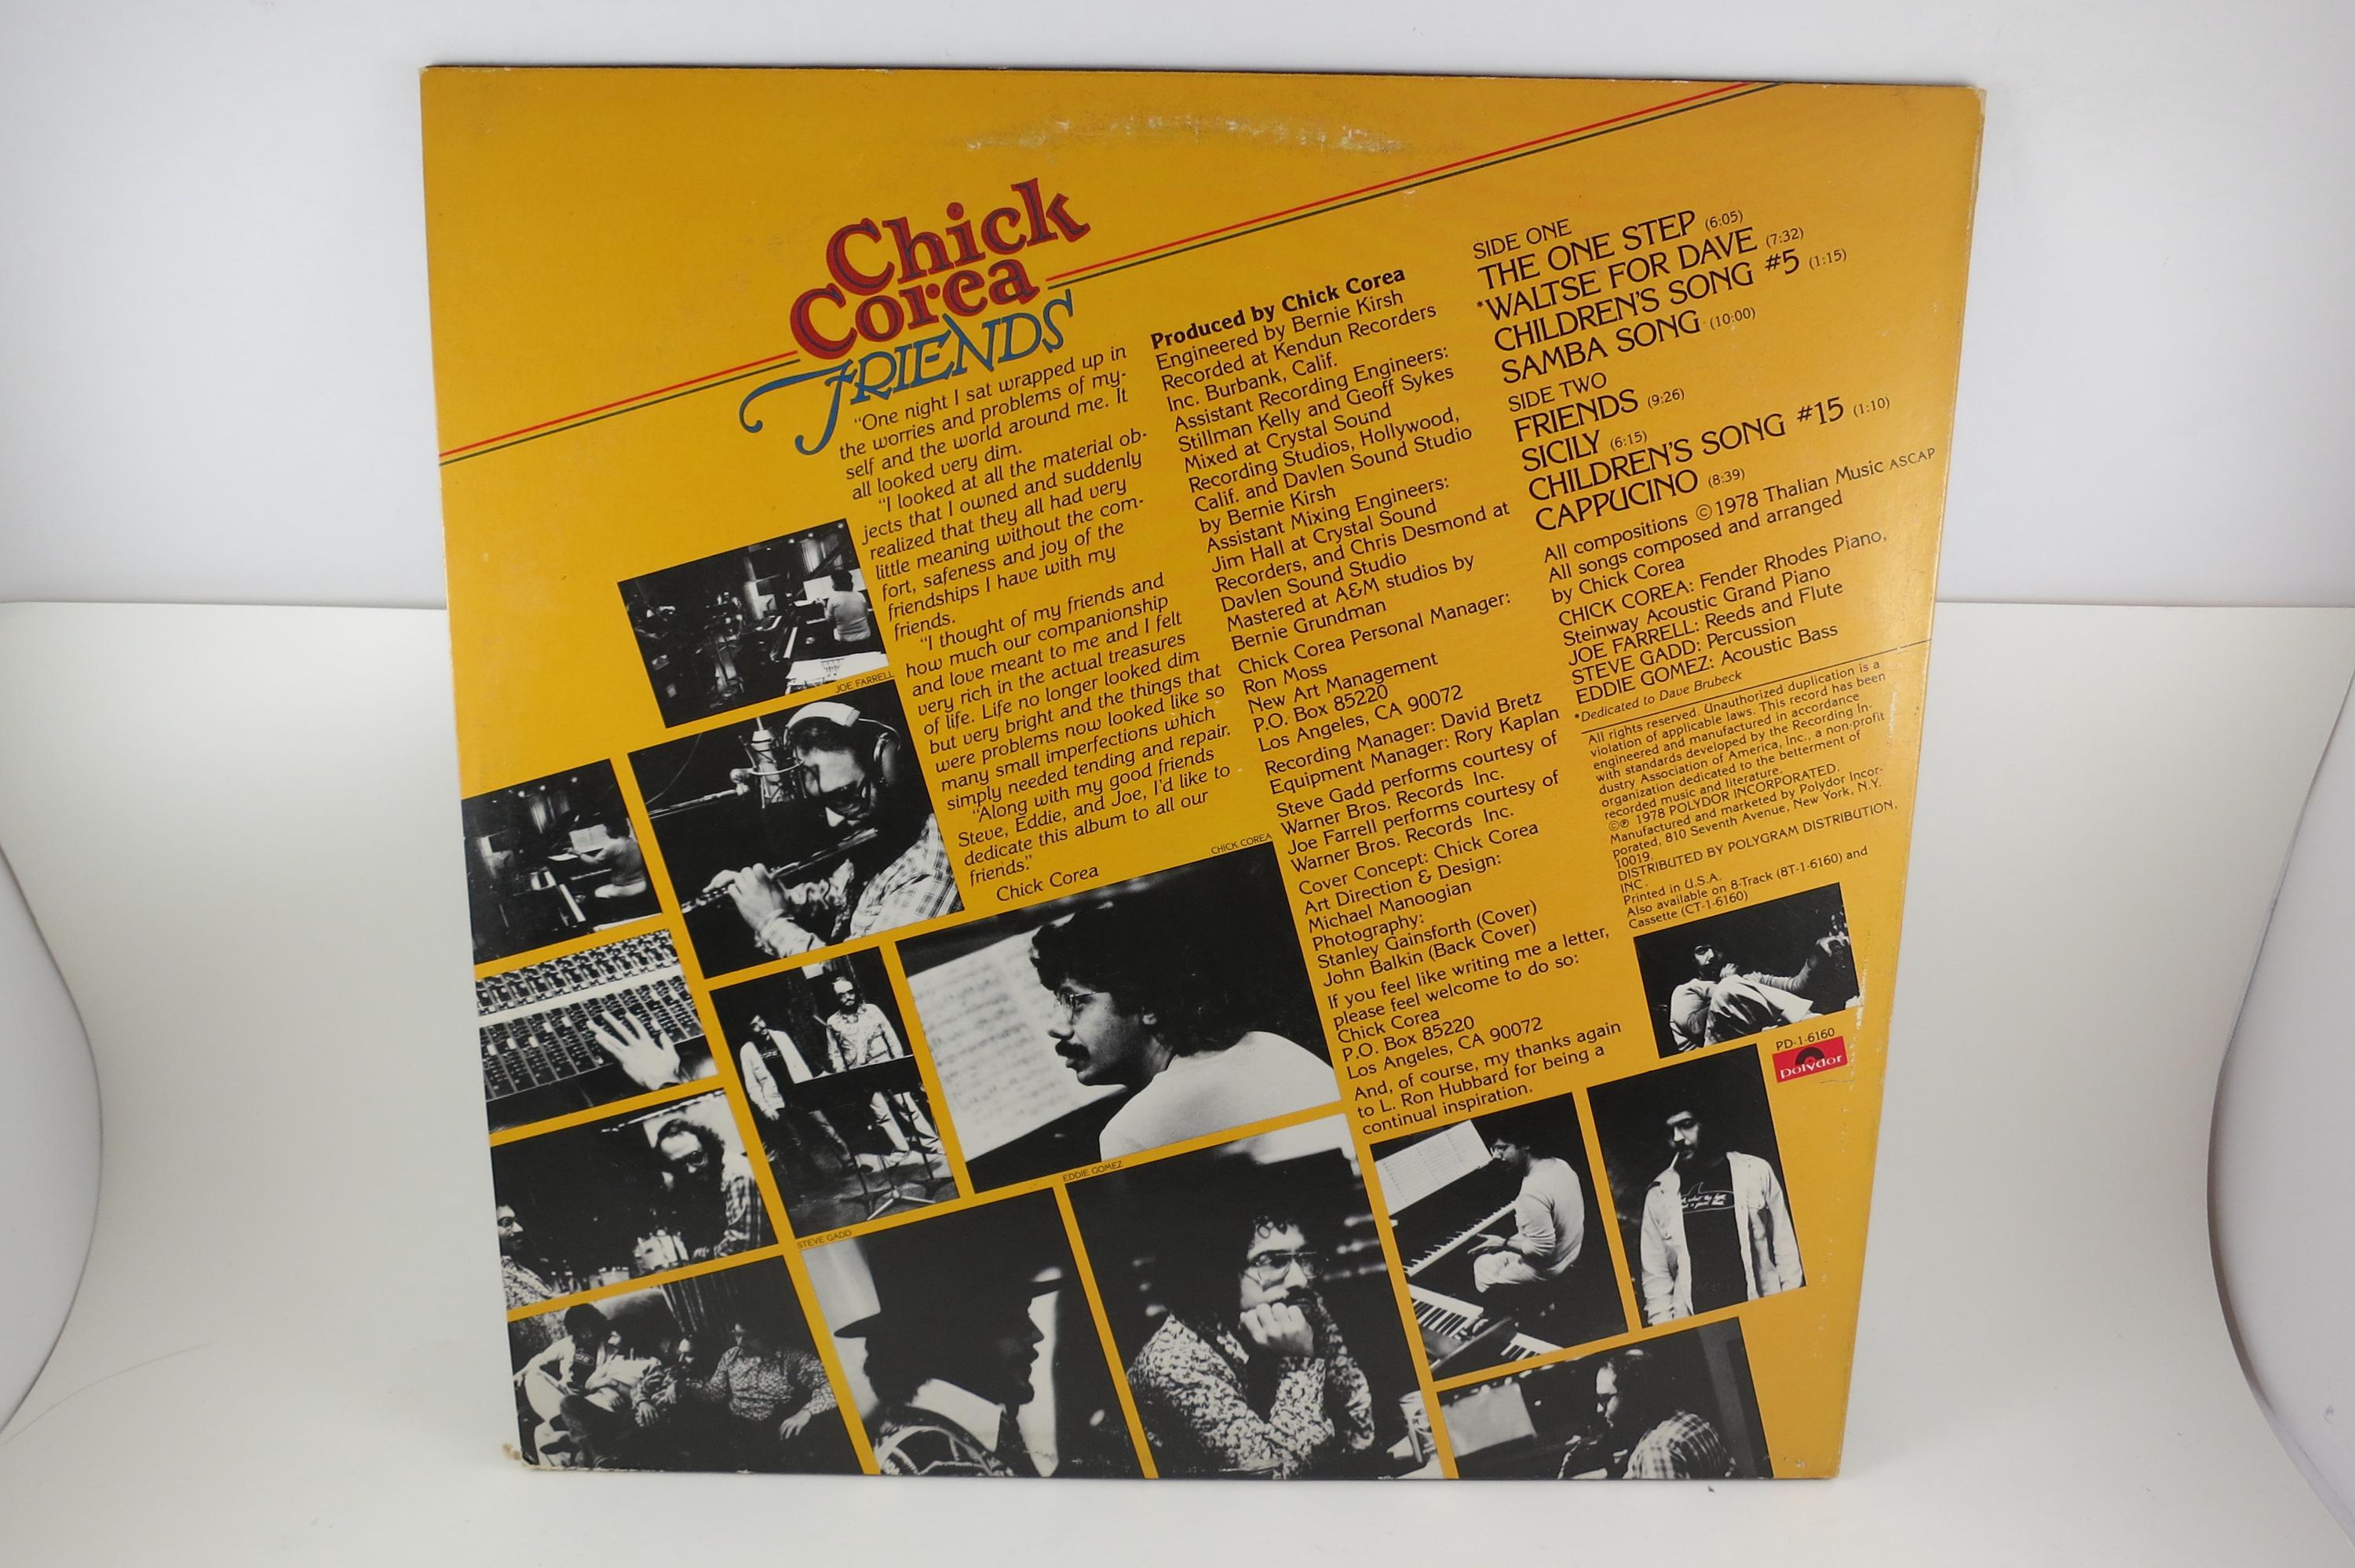 Chick
Corea
FRIENDS
"One night I sat wrapped up in
the worries and problems of my-
self and the world around me. It
all looked very dim.
"I looked at all the material ob-
jects that I owned and suddenly
realized that they all had very
little meaning without the com-
fort, safeness and joy of the
friendships I have with my
friends.
"I thought of my friends and
how much our companionship
and love meant to me and I felt
very rich in the actual treasures
of life. Life no longer looked dim
but very bright and the things that
were problems now looked like so
many small imperfections which
simply needed tending and repair.
"Along with my good friends
Steve, Eddie, and Joe, I'd like to
dedicate this album to all our
friends."
Chick Corea
Produced by Chick Corea
Engineered by Bernie Kirsh
Recorded at Kendun Recorders
Inc. Burbank, Calif.
Assistant Recording Engineers:
Stillman Kelly and Geoff Sykes
Mixed at Crystal Sound
Recording Studios, Hollywood,
Calif. and Davlen Sound Studio
by Bernie Kirsh
Assistant Mixing Engineers:
Jim Hall at Crystal Sound
Recorders, and Chris Desmond at
Davlen Sound Studio
Mastered at A&M studios by
Bernie Grundman
Chick Corea Personal Manager:
Ron Moss
New Art Management
P.O. Box 85220
Los Angeles, CA 90072
Recording Manager: David Bretz
Equipment Manager: Rory Kaplan
Steve Gadd performs courtesy of
Warner Bros. Records Inc.
Joe Farrell performs courtesy of
Warner Bros. Records Inc.
Cover Concept: Chick Corea
Art Direction & Design:
Michael Manoogian
Photography:
Stanley Gainsforth (Cover)
John Balkin (Back Cover)
If you feel like writing me a letter,
please feel welcome to do so:
Chick Corea
P.O. Box 85220
Los Angeles, CA 90072
And, of course, my thanks again
to L. Ron Hubbard for being a
continual inspiration.
SIDE ONE
THE ONE STEP (6:05)
*WALTSE FOR DAVE (7:32)
CHILDREN'S SONG #5 (1:15)
SAMBA SONG (10:00)
SIDE TWO
FRIENDS (9:26)
SICILY (6:15)
CHILDREN'S SONG #15 (1:10)
CAPPUCINO (8:39)
All compositions ©1978 Thalian Music ASCAP
All songs composed and arranged
by Chick Corea
CHICK COREA: Fender Rhodes Piano,
Steinway Acoustic Grand Piano
JOE FARRELL: Reeds and Flute
STEVE GADD: Percussion
EDDIE GOMEZ: Acoustic Bass
*Dedicated to Dave Brubeck
All rights reserved. Unauthorized duplication is a
violation of applicable laws. This record has been
engineered and manufactured in accordance
with standards developed by the Recording In-
dustry Association of America, Inc., a non-profit
organization dedicated to the betterment of
recorded music and literature.
©℗ 1978 POLYDOR INCORPORATED.
Manufactured and marketed by Polydor Incor-
porated, 810 Seventh Avenue, New York, N.Y.
10019.
DISTRIBUTED BY POLYGRAM DISTRIBUTION,
INC.
Printed in U.S.A.
Also available on 8-Track (8T-1-6160) and
Cassette (CT-1-6160)
PD-1-6160
polydor
JOE FARRELL
CHICK COREA
EDDIE GOMEZ
STEVE GADD